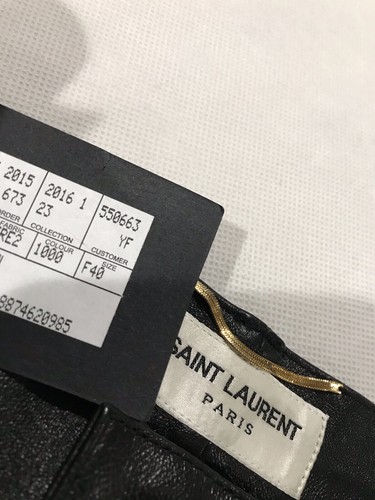 2015
2016 1
550663
673
23
YF
ORDER
COLLECTION
CUSTOMER
FABRIC
COLOUR
SIZE
RE2
1000
F40
8874620985
SAINT LAURENT
PARIS